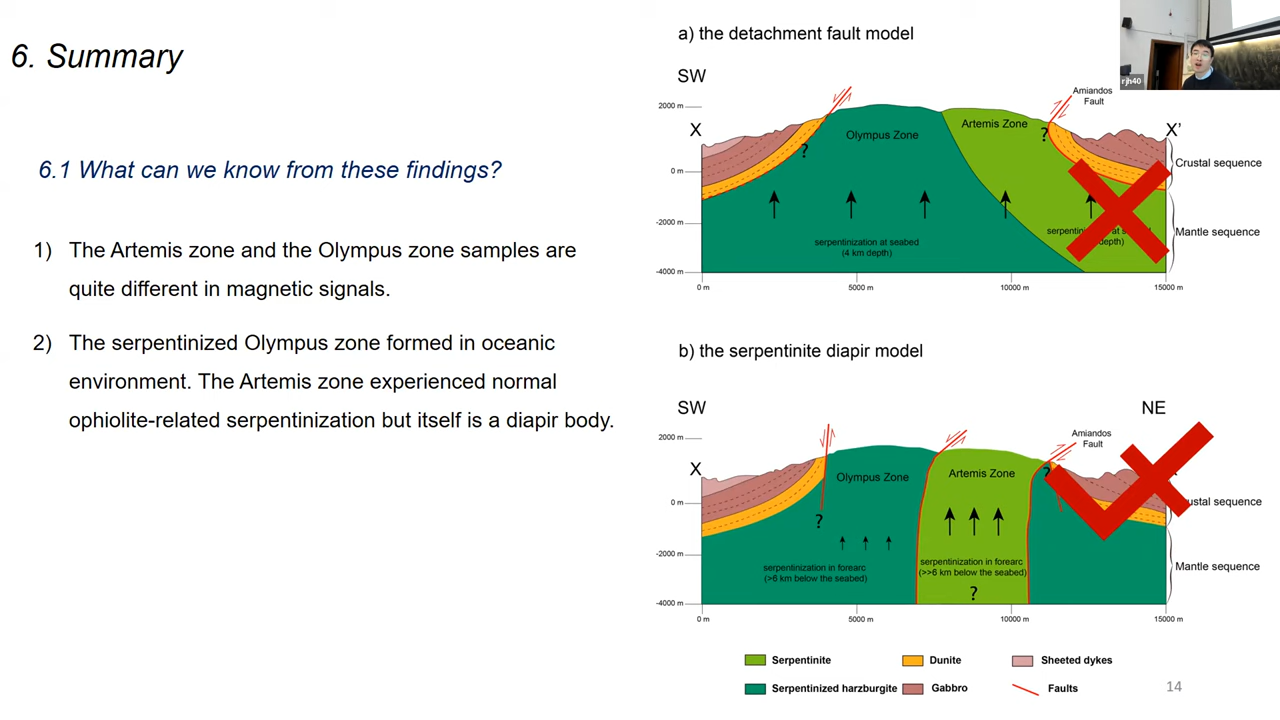 6. Summary
6.1 What can we know from these findings?
1) The Artemis zone and the Olympus zone samples are
quite different in magnetic signals.
2) The serpentinized Olympus zone formed in oceanic
environment. The Artemis zone experienced normal
ophiolite-related serpentinization but itself is a diapir body.
a) the detachment fault model
rjh40
SW
Amiandos
Fault
2000 m
X
Olympus Zone
Artemis Zone
?
?
X'
Crustal sequence
0 m
-2000 m
Mantle sequence
serpentinization at seabed
(4 km depth)
depth)
-4000 m
0 m
5000 m
10000 m
15000 m
b) the serpentinite diapir model
SW
NE
Amiandos
Fault
2000 m
X
Olympus Zone
Artemis Zone
?
0 m
?
-2000 m
Mantle sequence
serpentinization in forearc
(>6 km below the seabed)
serpentinization in forearc
(>>6 km below the seabed)
?
-4000 m
0 m
5000 m
10000 m
15000 m
Serpentinite
Dunite
Sheeted dykes
Serpentinized harzburgite
Gabbro
Faults
14